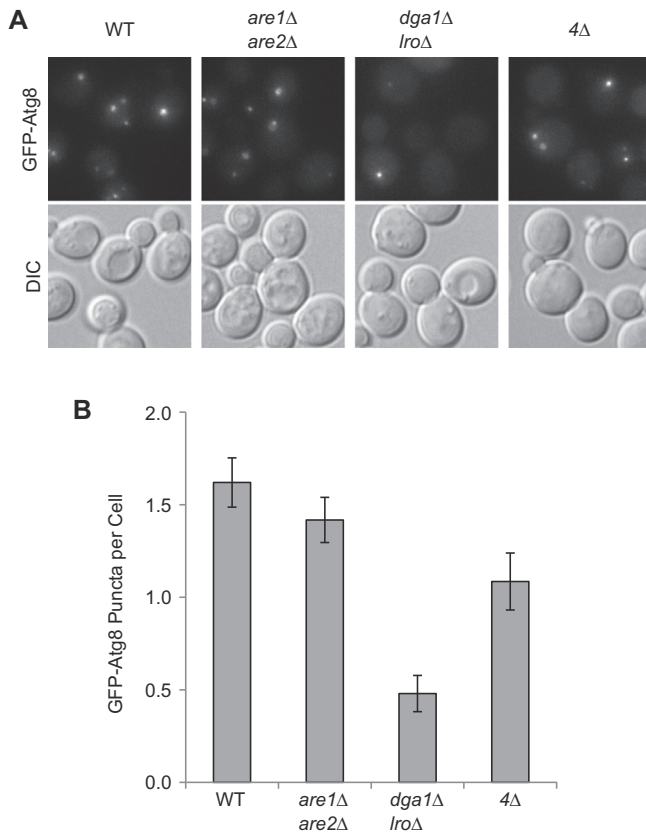 A
WT
are1Δ
are2Δ
dga1Δ
lroΔ
4Δ
GFP-Atg8
DIC
B
GFP-Atg8 Puncta per Cell
2.0
1.5
1.0
0.5
0.0
WT
are1Δ
are2Δ
dga1Δ
lroΔ
4Δ